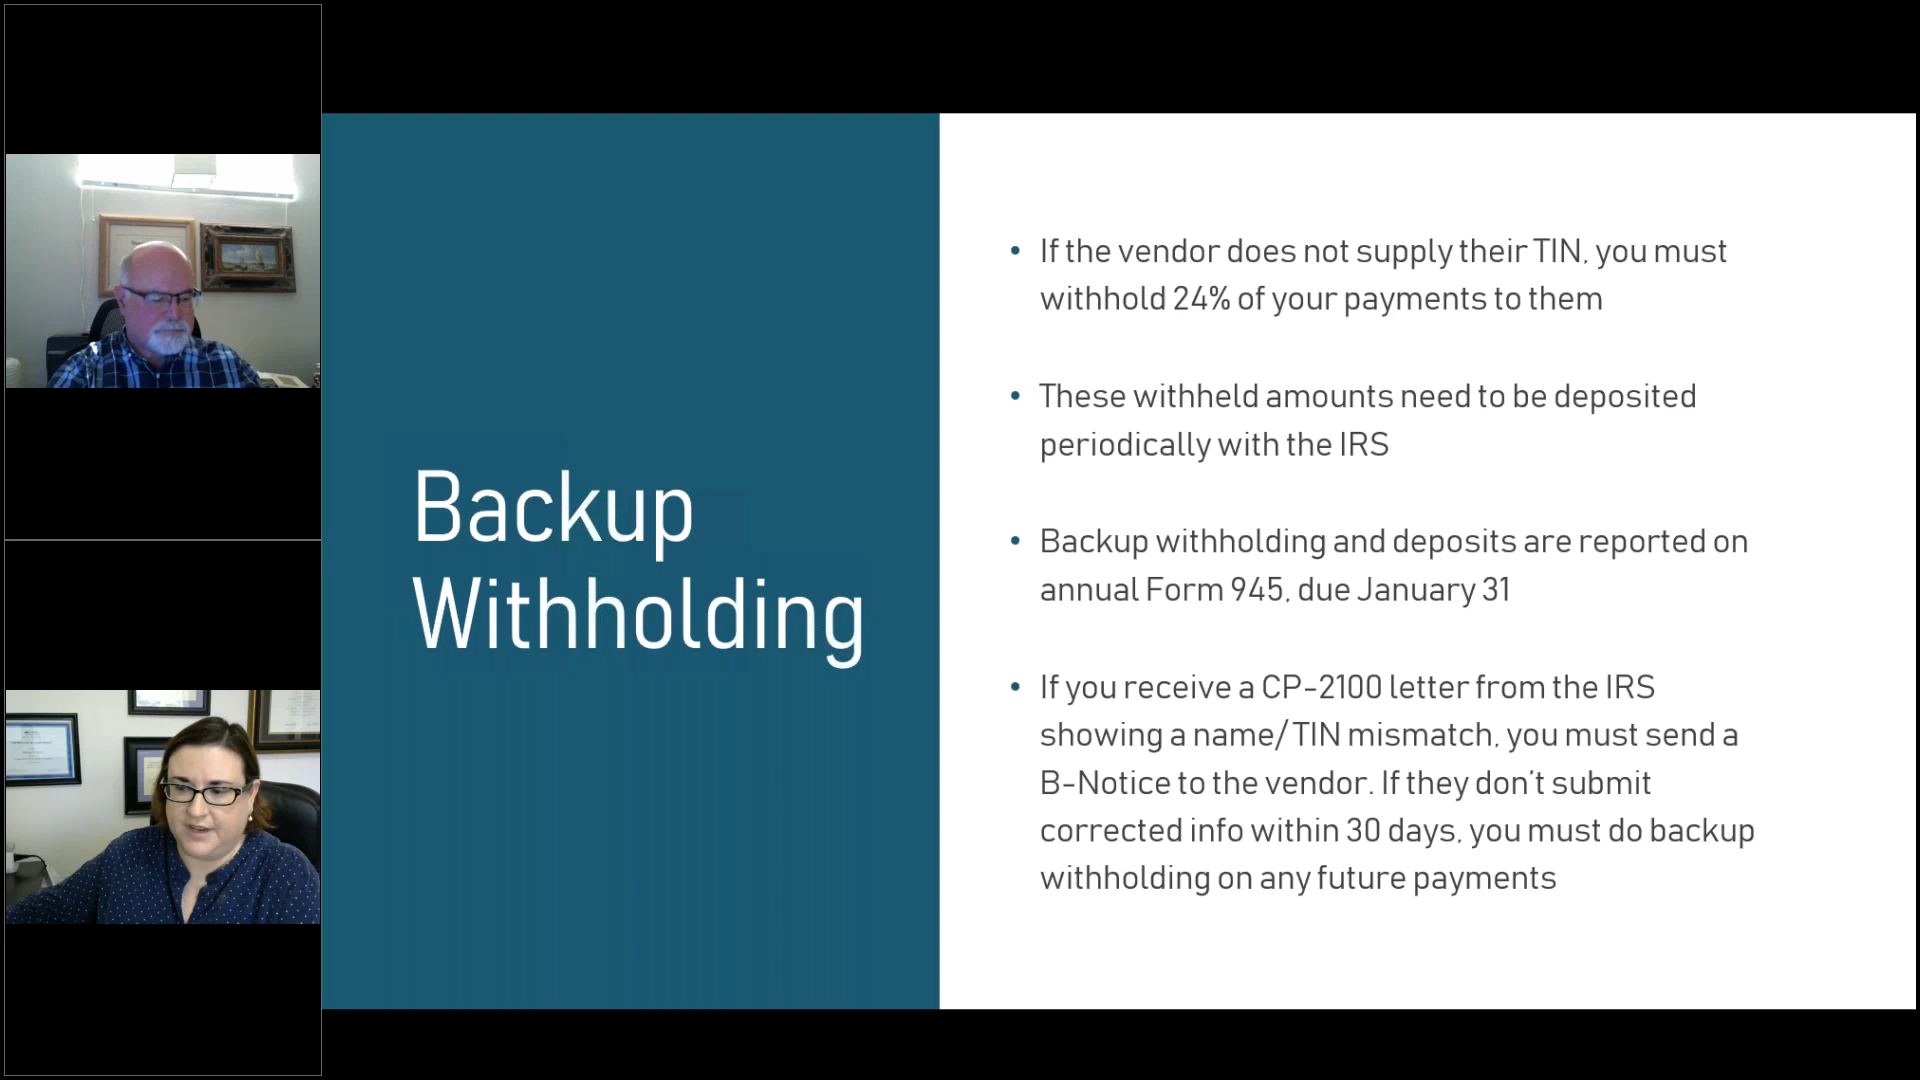 Backup
Withholding
• If the vendor does not supply their TIN, you must
withhold 24% of your payments to them
• These withheld amounts need to be deposited
periodically with the IRS
• Backup withholding and deposits are reported on
annual Form 945, due January 31
• If you receive a CP-2100 letter from the IRS
showing a name/TIN mismatch, you must send a
B-Notice to the vendor. If they don’t submit
corrected info within 30 days, you must do backup
withholding on any future payments